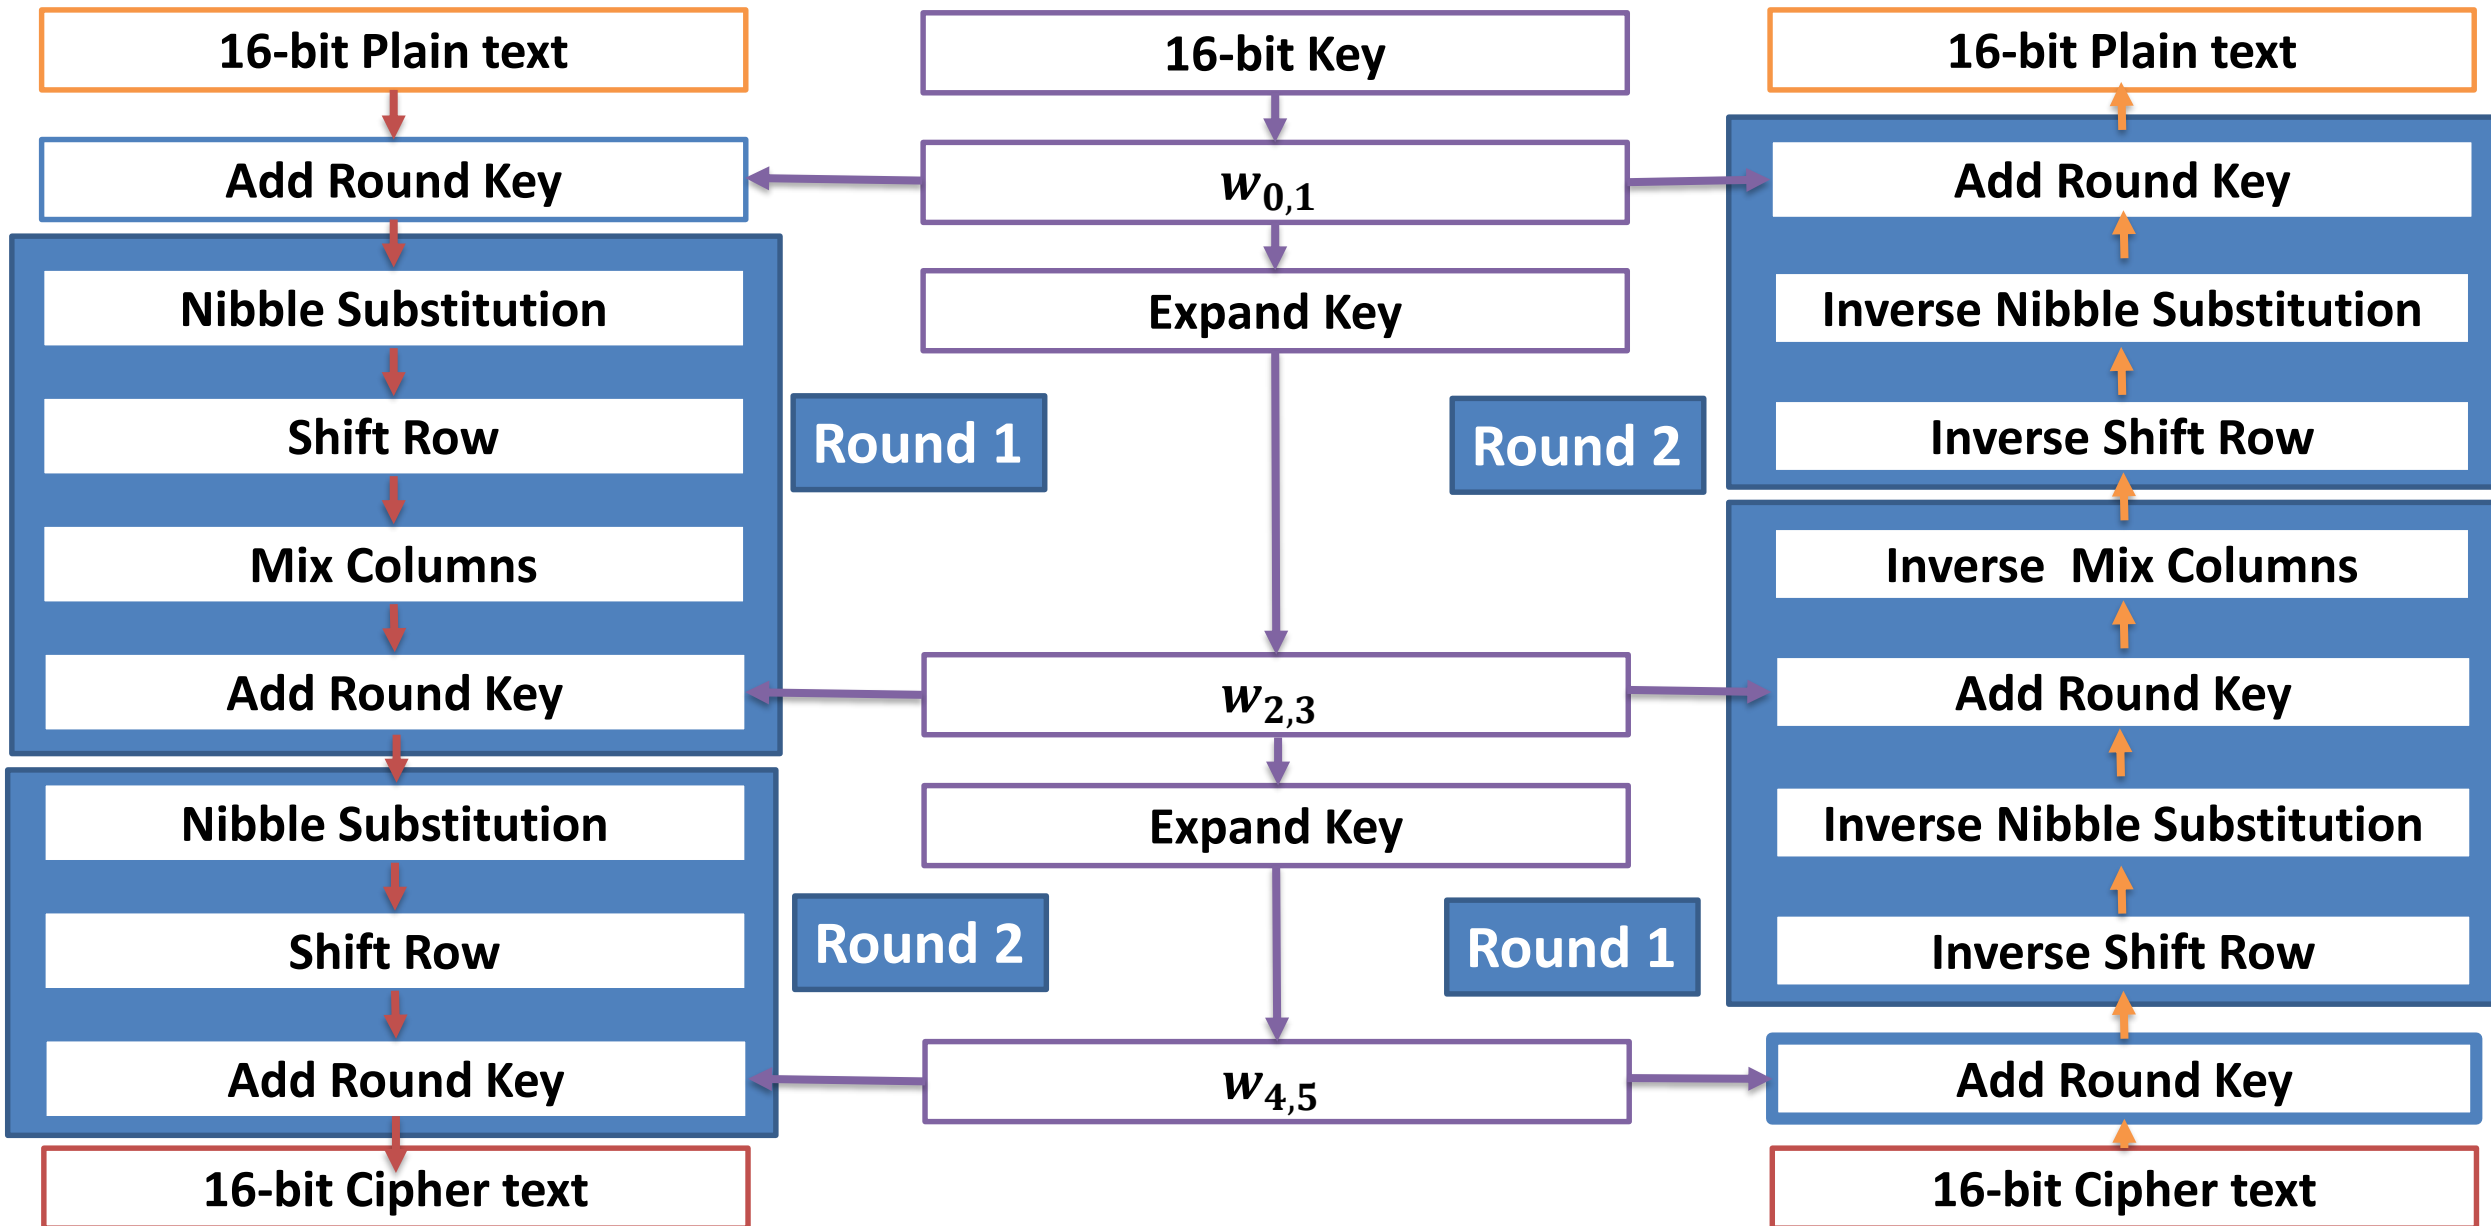 16-bit Plain text
Add Round Key
Nibble Substitution
Shift Row
Mix Columns
Add Round Key
Nibble Substitution
Shift Row
Add Round Key
16-bit Cipher text
Round 1
Round 2
16-bit Key
w0,1
Expand Key
w2,3
Expand Key
w4,5
Round 2
Round 1
16-bit Plain text
Add Round Key
Inverse Nibble Substitution
Inverse Shift Row
Inverse Mix Columns
Add Round Key
Inverse Nibble Substitution
Inverse Shift Row
Add Round Key
16-bit Cipher text